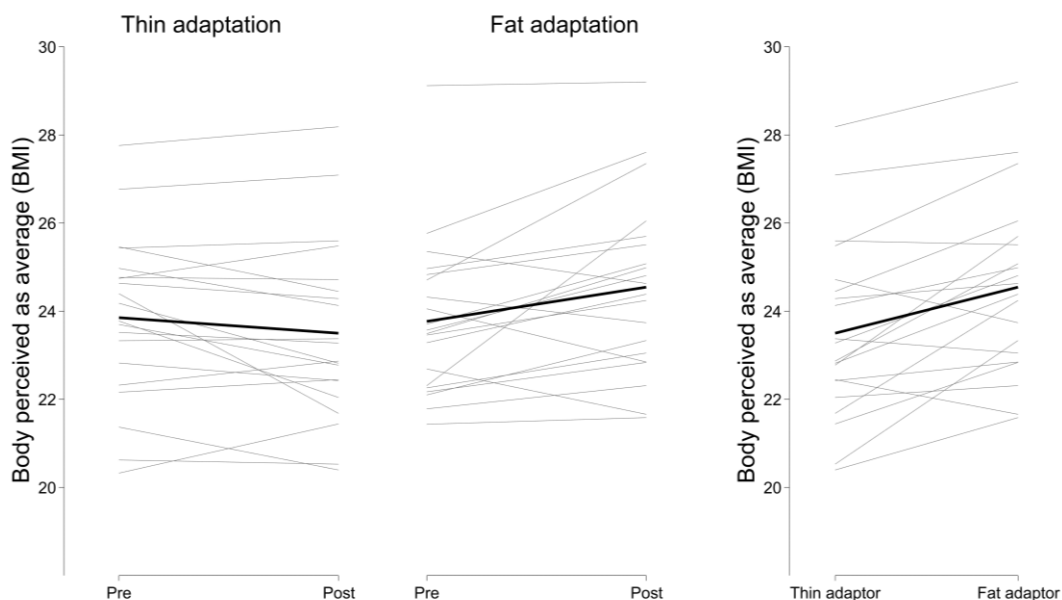 Thin adaptation
Fat adaptation
Body perceived as average (BMI)
30
28
26
24
22
20
Pre
Post
Pre
Post
Body perceived as average (BMI)
30
28
26
24
22
20
Thin adaptor
Fat adaptor